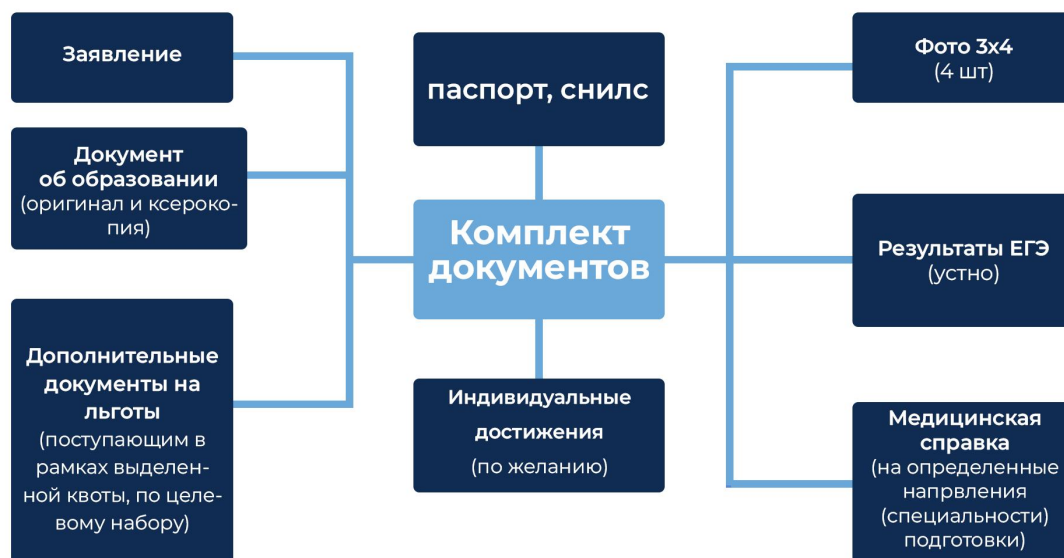 Заявление
Документ
об образовании
(оригинал и ксероко-
пия)
Дополнительные
документы на
льготы
(поступающим в
рамках выделен-
ной квоты, по целе-
вому набору)
паспорт, снилс
Комплект
документов
Индивидуальные
достижения
(по желанию)
Фото 3х4
(4 шт)
Результаты ЕГЭ
(устно)
Медицинская
справка
(на определенные
напрвления
(специальности)
подготовки)